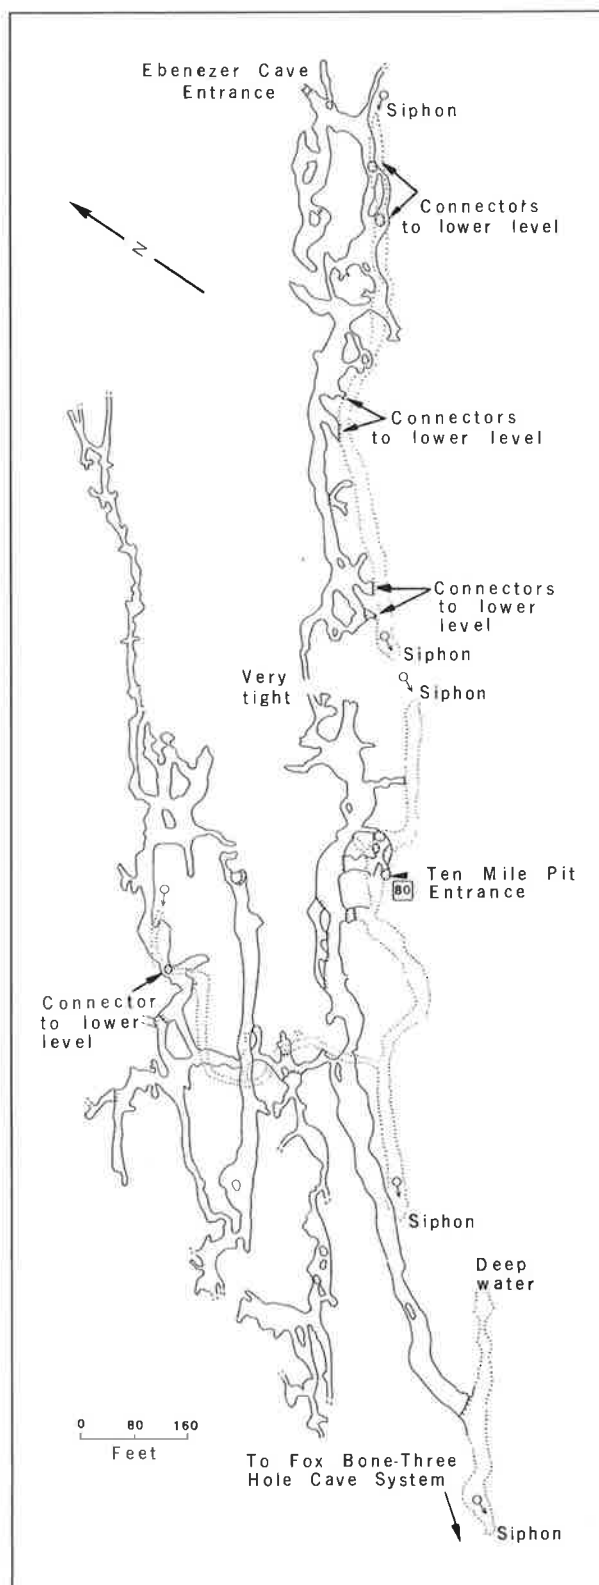 Ebenezer Cave
Entrance
Siphon
Connectors
to lower level
N
Connectors
to lower level
Connectors
to lower
level
Siphon
Very
tight
Siphon
Ten Mile Pit
Entrance
80
Connector
to lower
level
Siphon
Deep
water
0 80 160
Feet
To Fox Bone-Three
Hole Cave System
Siphon